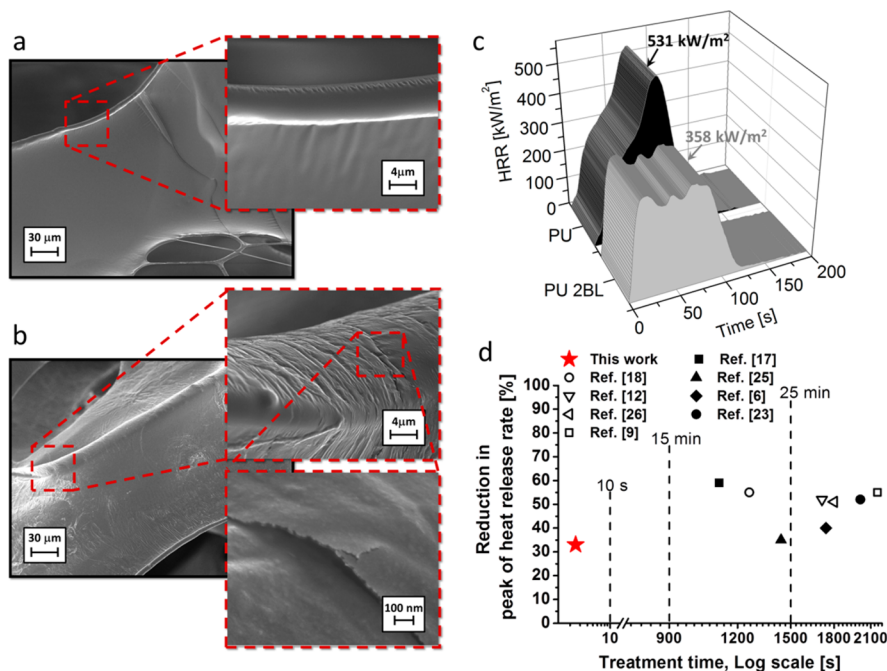 a
4μm
30 μm
b
4μm
30 μm
100 nm
c
531 kW/m²
358 kW/m²
HRR [kW/m²]
500
400
300
200
100
0
PU
PU 2BL
0
50
100
150
200
Time [s]
d
This work
Ref. [17]
Ref. [18]
Ref. [25]
Ref. [12]
Ref. [6]
Ref. [26]
Ref. [23]
Ref. [9]
25 min
15 min
10 s
Reduction in
peak of heat release rate [%]
100
90
80
70
60
50
40
30
20
10
0
10
900
1200
1500
1800
2100
Treatment time, Log scale [s]